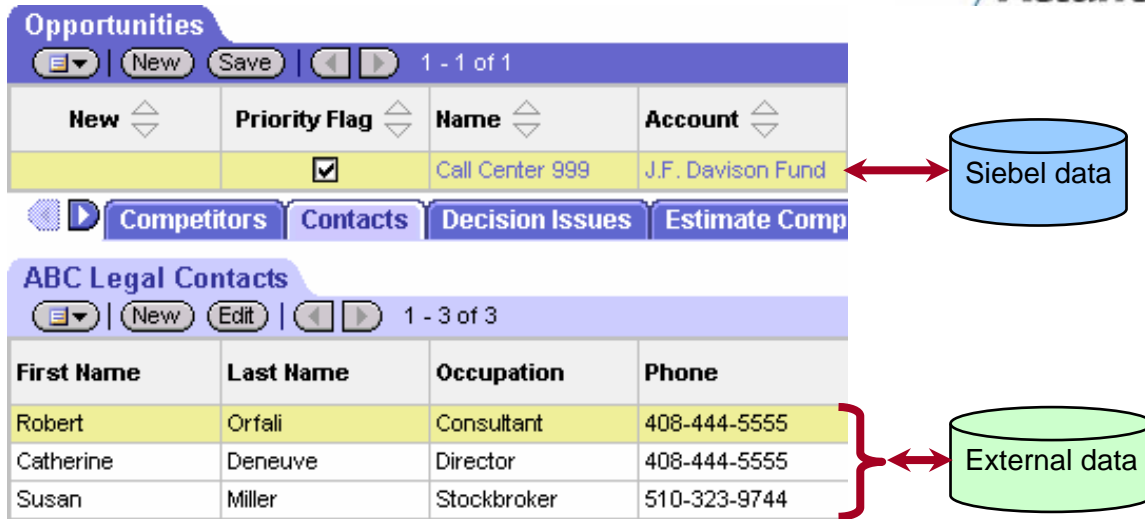 Opportunities
New Save 1 - 1 of 1
New Priority Flag Name Account
Call Center 999 J.F. Davison Fund
Siebel data
Competitors Contacts Decision Issues Estimate Comp
ABC Legal Contacts
New Edit 1 - 3 of 3
First Name Last Name Occupation Phone
Robert Orfali Consultant 408-444-5555
Catherine Deneuve Director 408-444-5555
Susan Miller Stockbroker 510-323-9744
External data